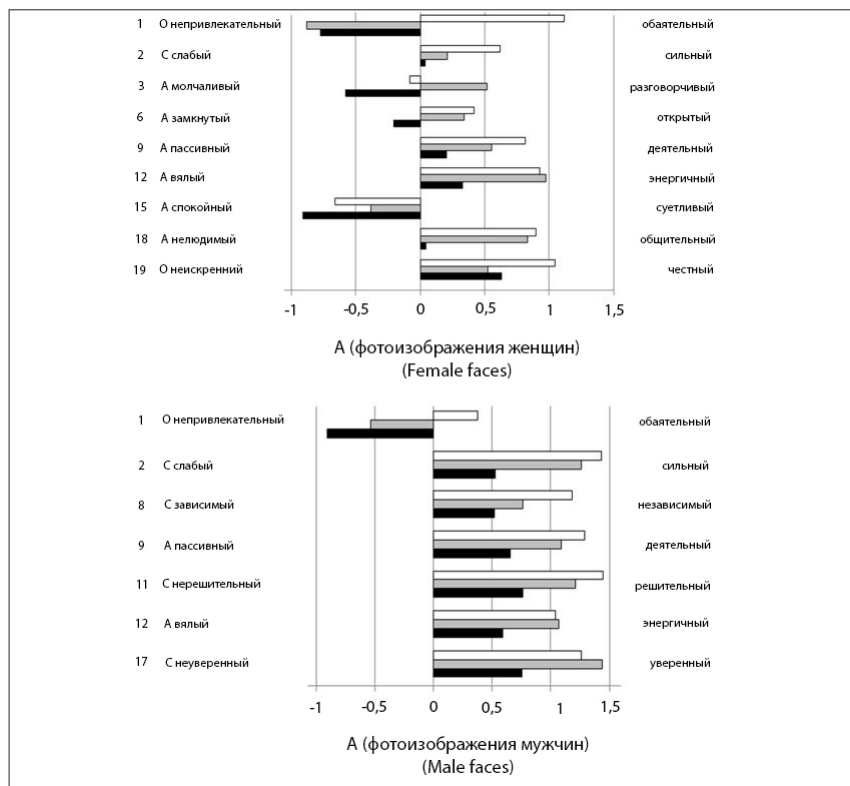 1 О непривлекательный обаятельный
2 С слабый сильный
3 А молчаливый разговорчивый
6 А замкнутый открытый
9 А пассивный деятельный
12 А вялый энергичный
15 А спокойный суетливый
18 А нелюдимый общительный
19 О неискренний честный
-1 -0,5 0 0,5 1 1,5
А (фотоизображения женщин)
(Female faces)
1 О непривлекательный обаятельный
2 С слабый сильный
8 С зависимый независимый
9 А пассивный деятельный
11 С нерешительный решительный
12 А вялый энергичный
17 С неуверенный уверенный
-1 -0,5 0 0,5 1 1,5
А (фотоизображения мужчин)
(Male faces)